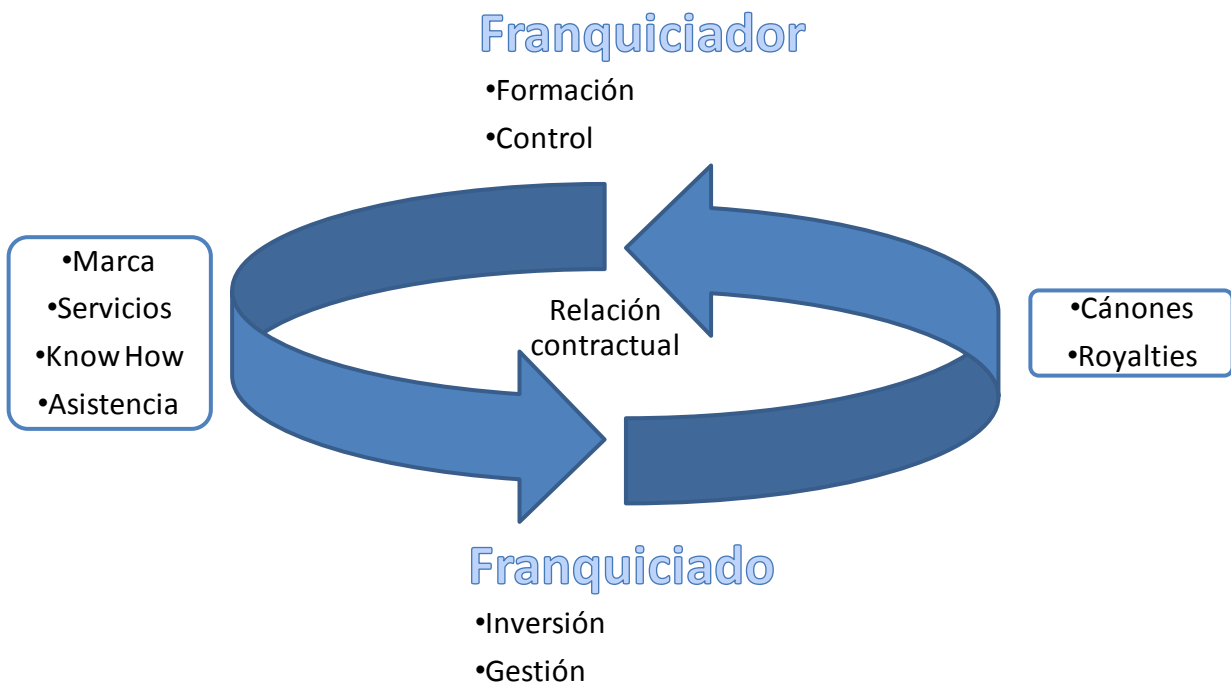 Franquiciador
•Formación
•Control
•Marca
•Servicios
•Know How
•Asistencia
Relación
contractual
•Cánones
•Royalties
Franquiciado
•Inversión
•Gestión